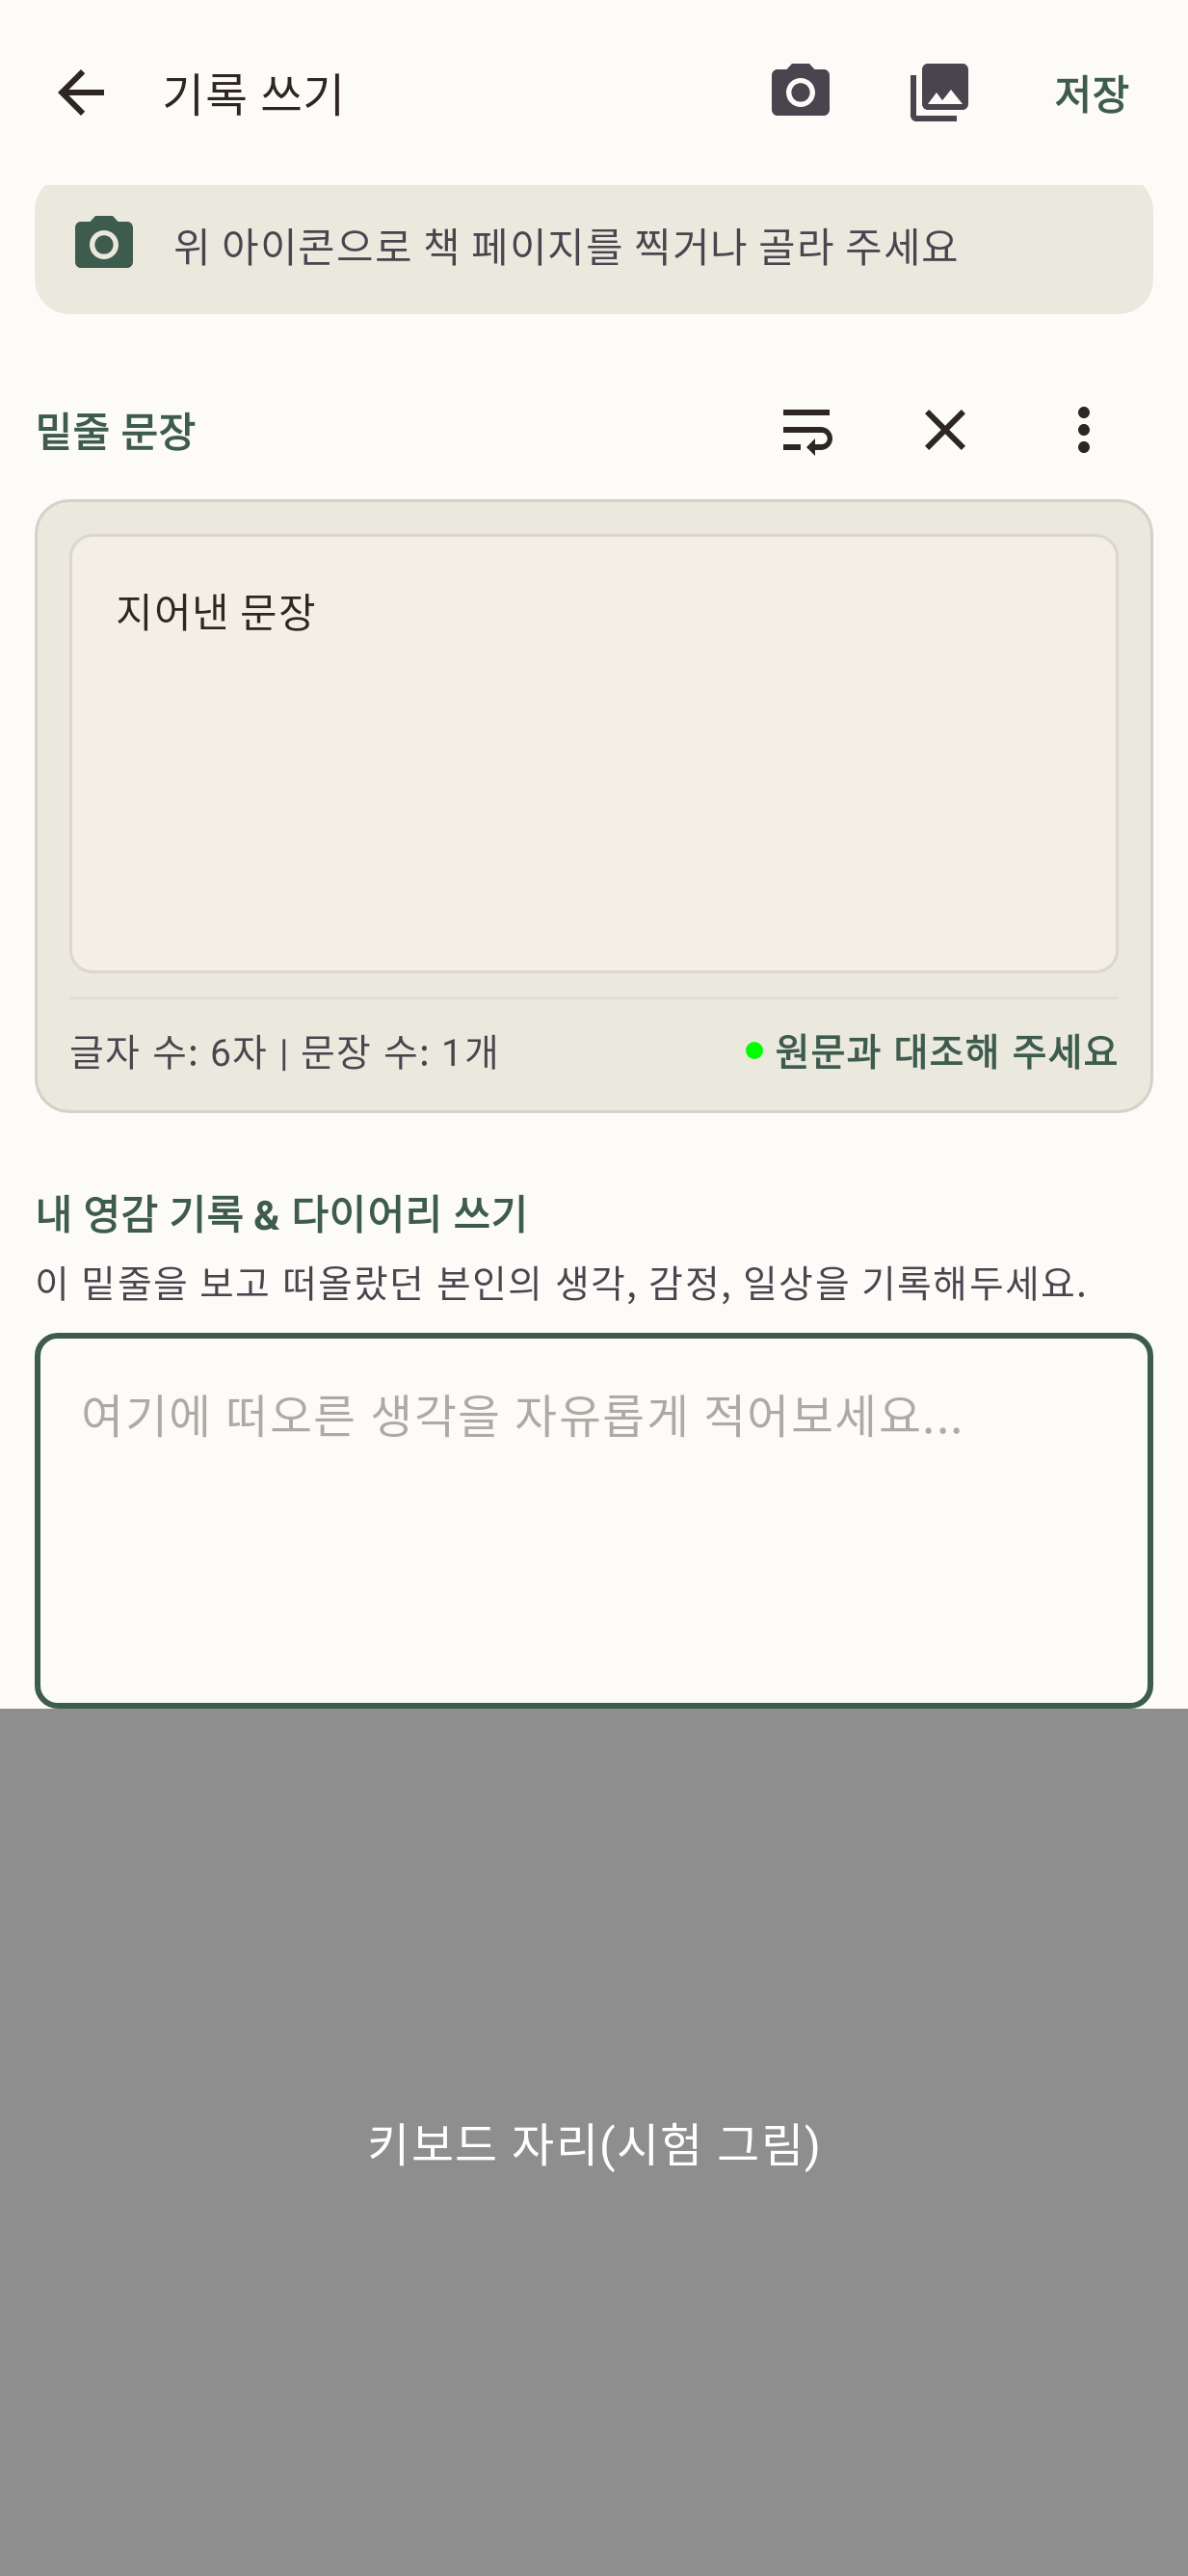 기록 쓰기
저장
위 아이콘으로 책 페이지를 찍거나 골라 주세요
밑줄 문장
지어낸 문장
글자 수: 6자 | 문장 수: 1개
원문과 대조해 주세요
내 영감 기록 & 다이어리 쓰기
이 밑줄을 보고 떠올랐던 본인의 생각, 감정, 일상을 기록해두세요.
여기에 떠오른 생각을 자유롭게 적어보세요...
키보드 자리(시험 그림)